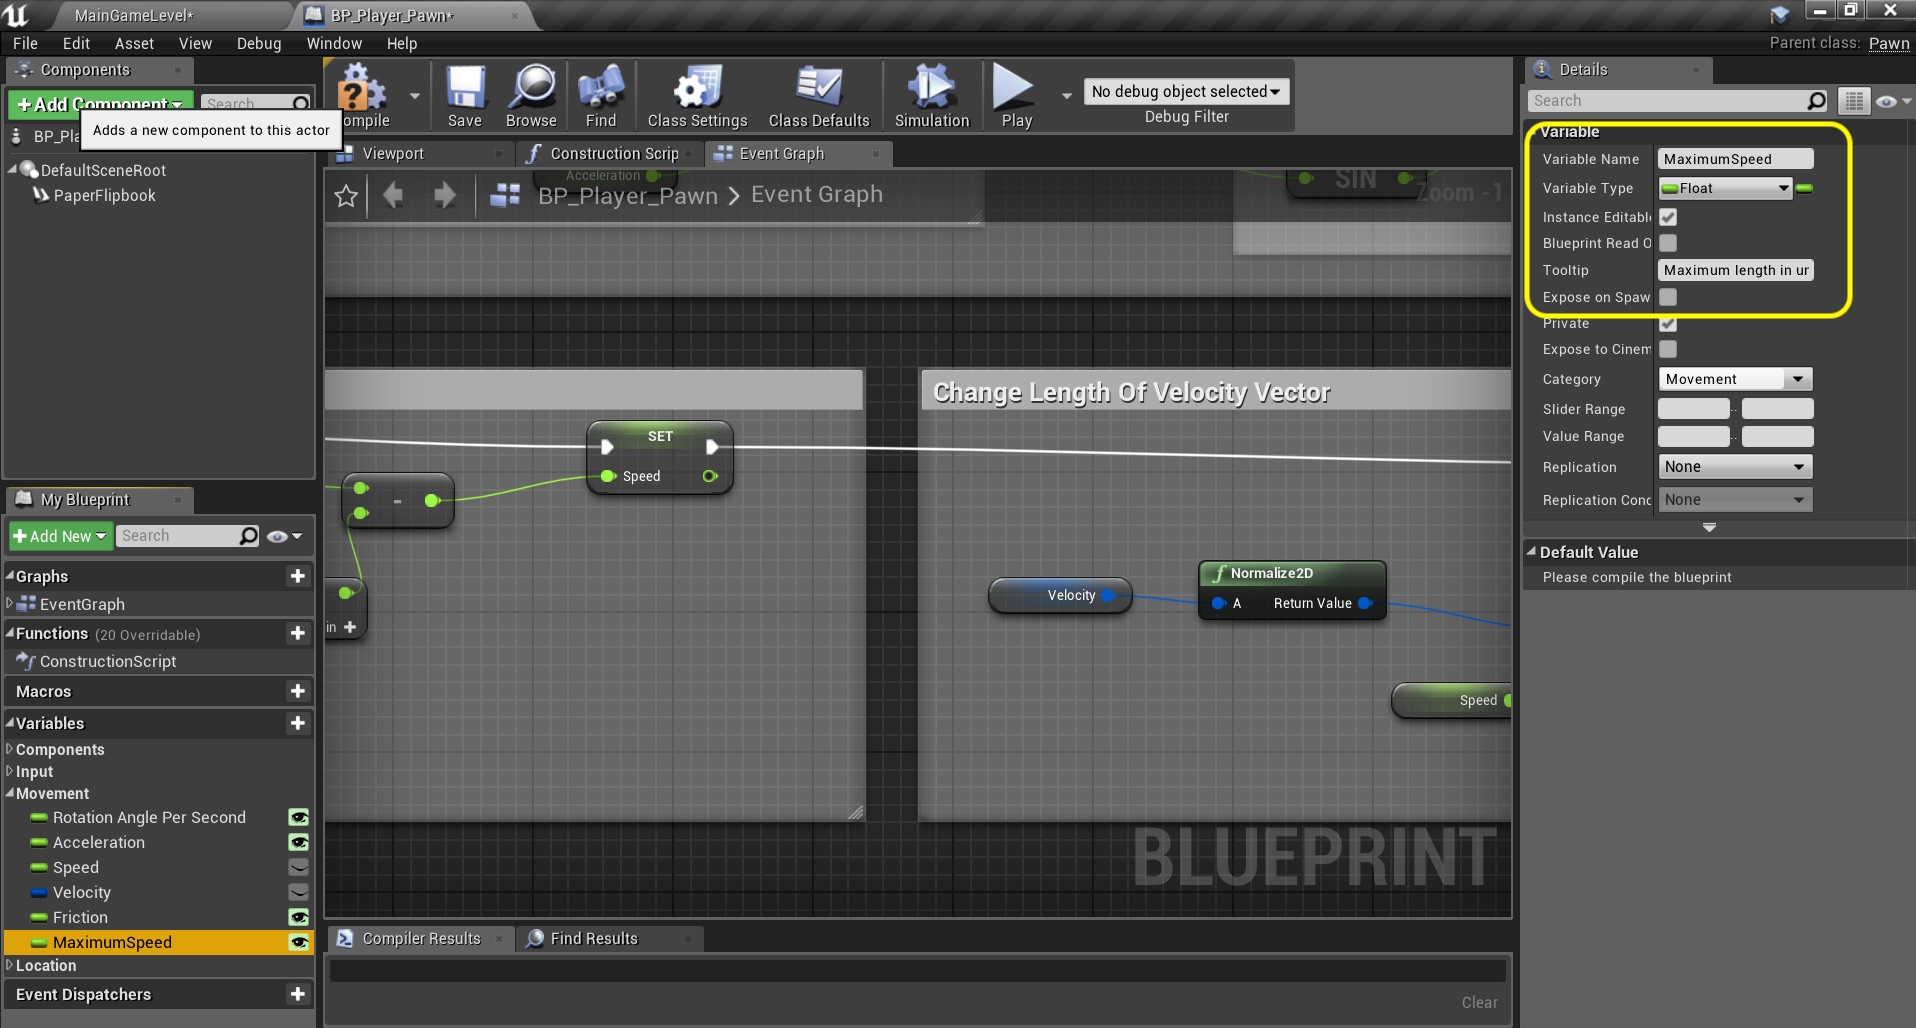 MainGameLevel*
BP_Player_Pawn*
File Edit Asset View Debug Window Help
Parent class: Pawn
Components
+Add Component
Search
Adds a new component to this actor
DefaultSceneRoot
PaperFlipbook
Save
Browse
Find
Class Settings
Class Defaults
Simulation
Play
No debug object selected
Debug Filter
Viewport
Construction Scrip
Event Graph
Acceleration
SIN
BP_Player_Pawn > Event Graph
Zoom -1
Change Length Of Velocity Vector
SET
Speed
-
in +
Velocity
f Normalize2D
A Return Value
Speed
BLUEPRINT
My Blueprint
+Add New
Search
Graphs
EventGraph
Functions (20 Overridable)
ConstructionScript
Macros
Variables
Components
Input
Movement
Rotation Angle Per Second
Acceleration
Speed
Velocity
Friction
MaximumSpeed
Location
Event Dispatchers
Compiler Results
Find Results
Clear
Details
Search
Variable
Variable Name MaximumSpeed
Variable Type Float
Instance Editabl
Blueprint Read O
Tooltip Maximum length in ur
Expose on Spaw
Private
Expose to Cinem
Category Movement
Slider Range ..
Value Range ..
Replication None
Replication Conc None
Default Value
Please compile the blueprint